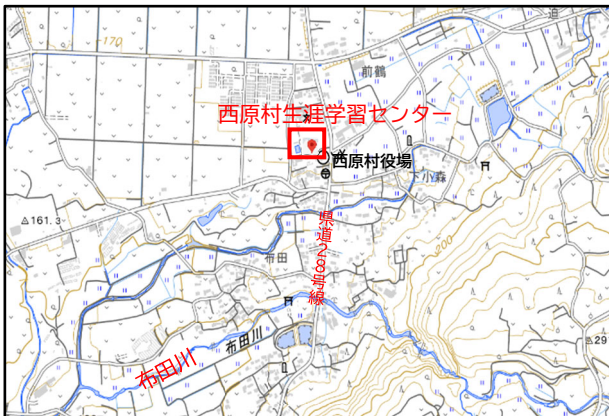 -170
迫
前鶴
西原村生涯学習センター
西原村役場
下小森
△161.3
200
県道28号線
布田
布田川
布田川
△29